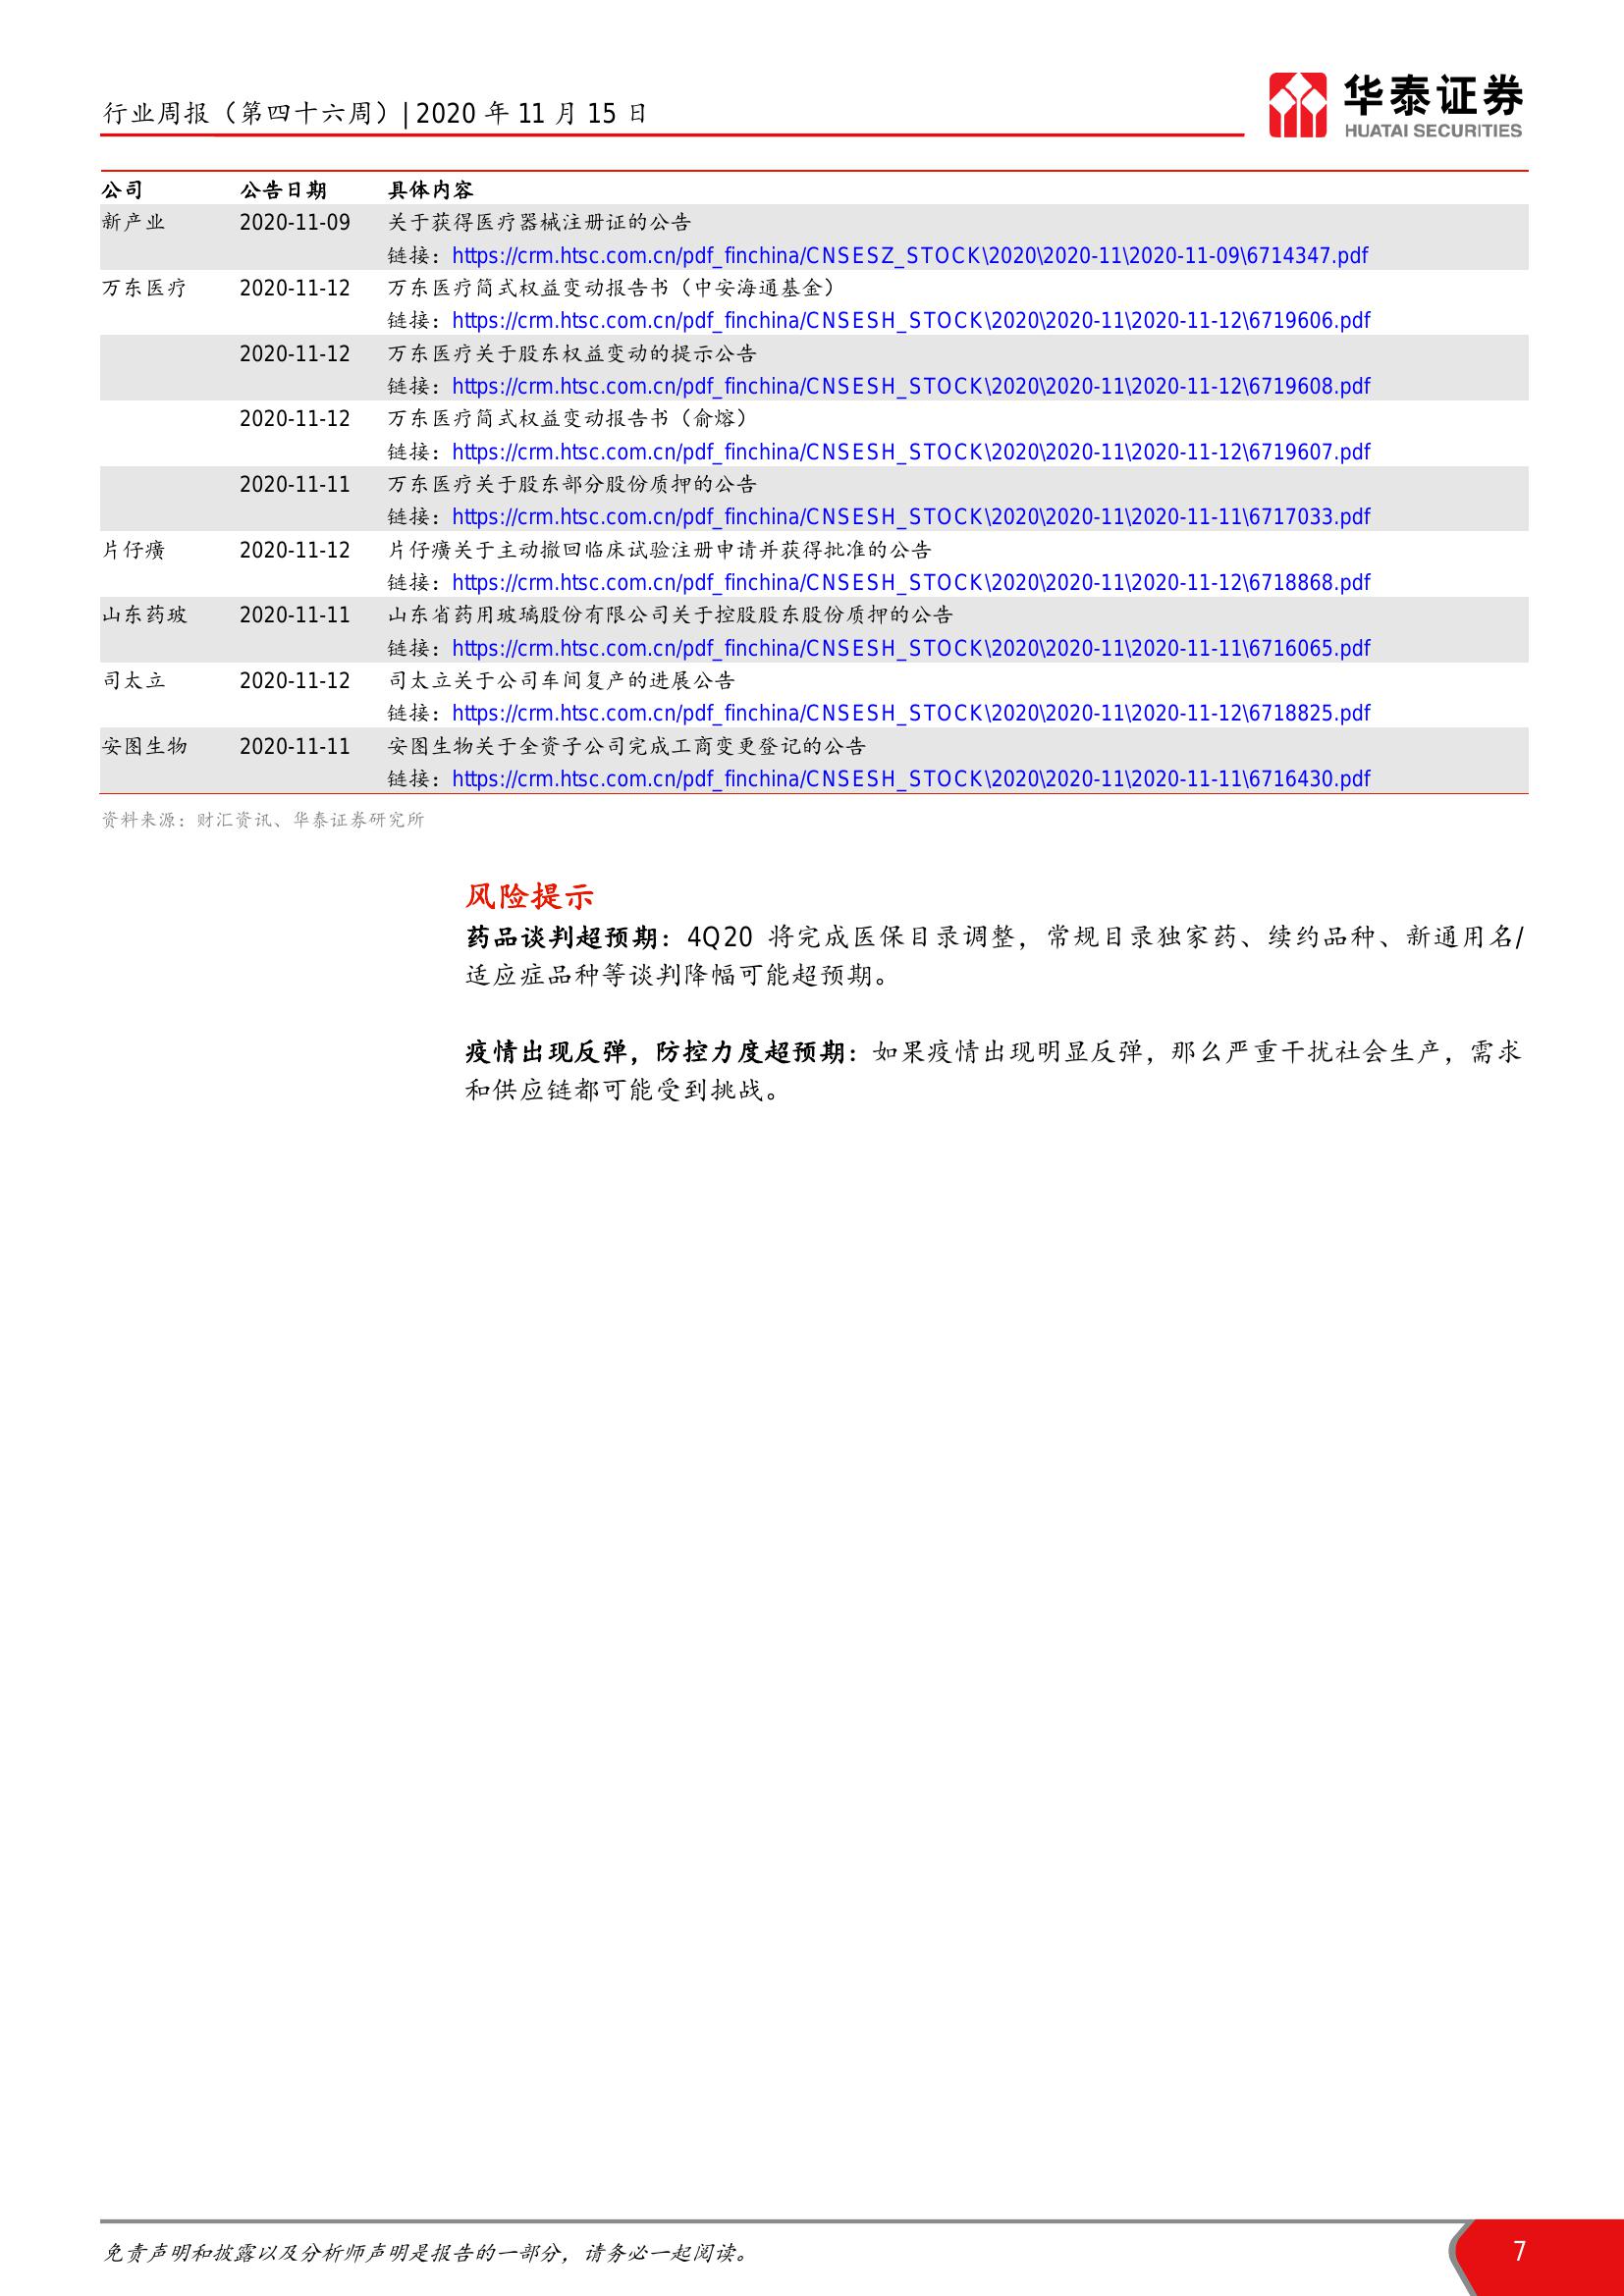 行业周报（第四十六周）| 2020 年 11 月 15 日
华泰证券
HUATAI SECURITIES
公司 公告日期 具体内容
新产业 2020-11-09 关于获得医疗器械注册证的公告
链接：https://crm.htsc.com.cn/pdf_finchina/CNSESZ_STOCK\2020\2020-11\2020-11-09\6714347.pdf
万东医疗 2020-11-12 万东医疗简式权益变动报告书（中安海通基金）
链接：https://crm.htsc.com.cn/pdf_finchina/CNSESH_STOCK\2020\2020-11\2020-11-12\6719606.pdf
2020-11-12 万东医疗关于股东权益变动的提示公告
链接：https://crm.htsc.com.cn/pdf_finchina/CNSESH_STOCK\2020\2020-11\2020-11-12\6719608.pdf
2020-11-12 万东医疗简式权益变动报告书（俞熔）
链接：https://crm.htsc.com.cn/pdf_finchina/CNSESH_STOCK\2020\2020-11\2020-11-12\6719607.pdf
2020-11-11 万东医疗关于股东部分股份质押的公告
链接：https://crm.htsc.com.cn/pdf_finchina/CNSESH_STOCK\2020\2020-11\2020-11-11\6717033.pdf
片仔癀 2020-11-12 片仔癀关于主动撤回临床试验注册申请并获得批准的公告
链接：https://crm.htsc.com.cn/pdf_finchina/CNSESH_STOCK\2020\2020-11\2020-11-12\6718868.pdf
山东药玻 2020-11-11 山东省药用玻璃股份有限公司关于控股股东股份质押的公告
链接：https://crm.htsc.com.cn/pdf_finchina/CNSESH_STOCK\2020\2020-11\2020-11-11\6716065.pdf
司太立 2020-11-12 司太立关于公司车间复产的进展公告
链接：https://crm.htsc.com.cn/pdf_finchina/CNSESH_STOCK\2020\2020-11\2020-11-12\6718825.pdf
安图生物 2020-11-11 安图生物关于全资子公司完成工商变更登记的公告
链接：https://crm.htsc.com.cn/pdf_finchina/CNSESH_STOCK\2020\2020-11\2020-11-11\6716430.pdf
资料来源：财汇资讯、华泰证券研究所
风险提示
药品谈判超预期：4Q20 将完成医保目录调整，常规目录独家药、续约品种、新通用名/
适应症品种等谈判降幅可能超预期。
疫情出现反弹，防控力度超预期：如果疫情出现明显反弹，那么严重干扰社会生产，需求
和供应链都可能受到挑战。
免责声明和披露以及分析师声明是报告的一部分，请务必一起阅读。
7